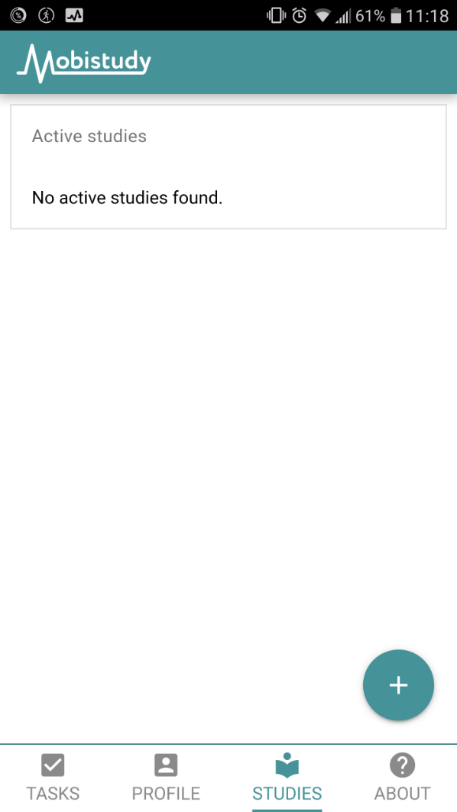 61% 11:18
Mobistudy
Active studies
No active studies found.
+
TASKS PROFILE STUDIES ABOUT